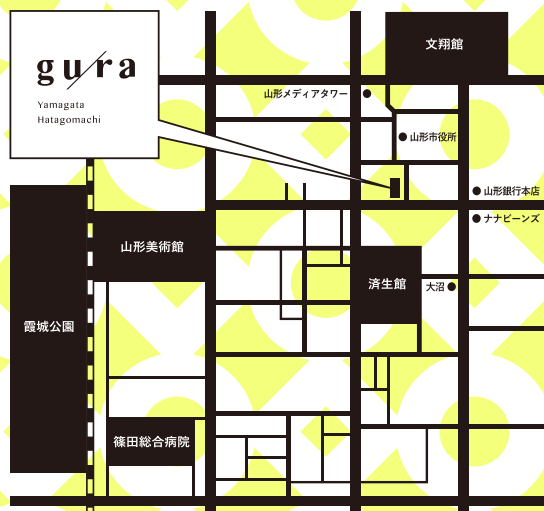 gura
Yamagata
Hatagomachi
文翔館
山形メディアタワー
山形市役所
山形銀行本店
ナナビーンズ
山形美術館
済生館
大沼
霞城公園
篠田総合病院